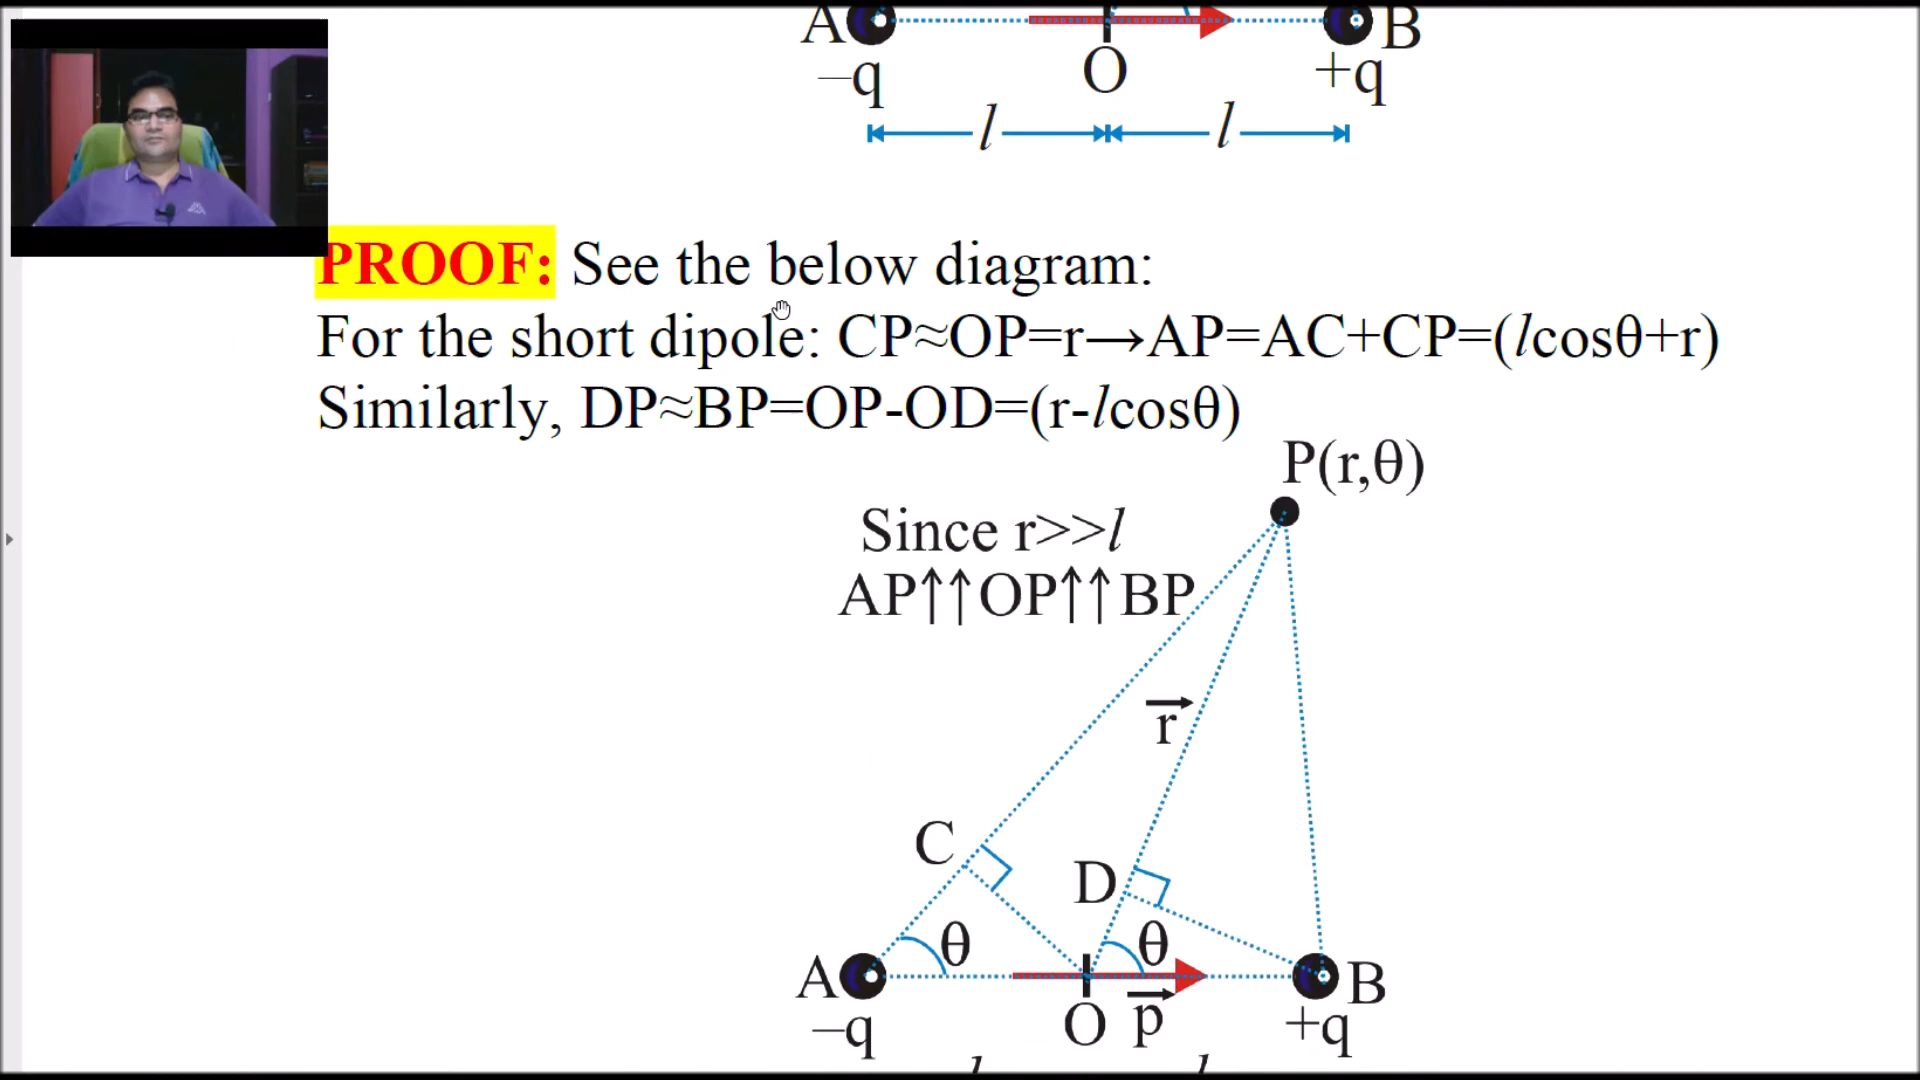 A O B
–q +q
l l
PROOF: See the below diagram:
For the short dipole: CP≈OP=r→AP=AC+CP=(lcosθ+r)
Similarly, DP≈BP=OP-OD=(r-lcosθ)
P(r,θ)
Since r>>l
AP↑↑OP↑↑BP
r
C
D
θ θ
A B
–q O p +q
l l